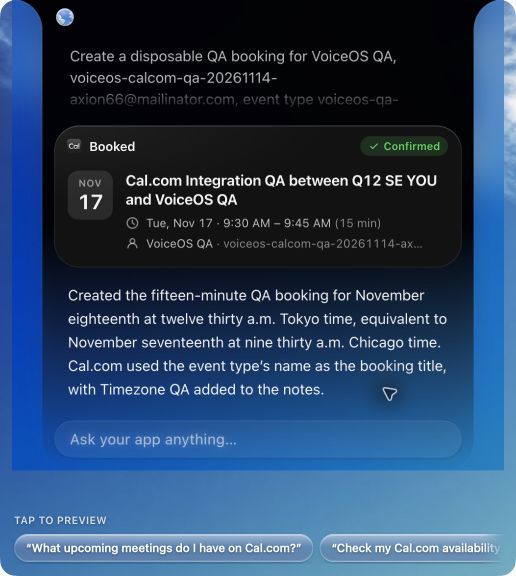 Create a disposable QA booking for VoiceOS QA,
voiceos-calcom-qa-20261114-
axion66@mailinator.com, event type voiceos-qa-
Cal Booked
Confirmed
NOV
17
Cal.com Integration QA between Q12 SE YOU
and VoiceOS QA
Tue, Nov 17 · 9:30 AM – 9:45 AM (15 min)
VoiceOS QA · voiceos-calcom-qa-20261114-ax...
Created the fifteen-minute QA booking for November
eighteenth at twelve thirty a.m. Tokyo time, equivalent to
November seventeenth at nine thirty a.m. Chicago time.
Cal.com used the event type’s name as the booking title,
with Timezone QA added to the notes.
Ask your app anything...
TAP TO PREVIEW
“What upcoming meetings do I have on Cal.com?”
“Check my Cal.com availability